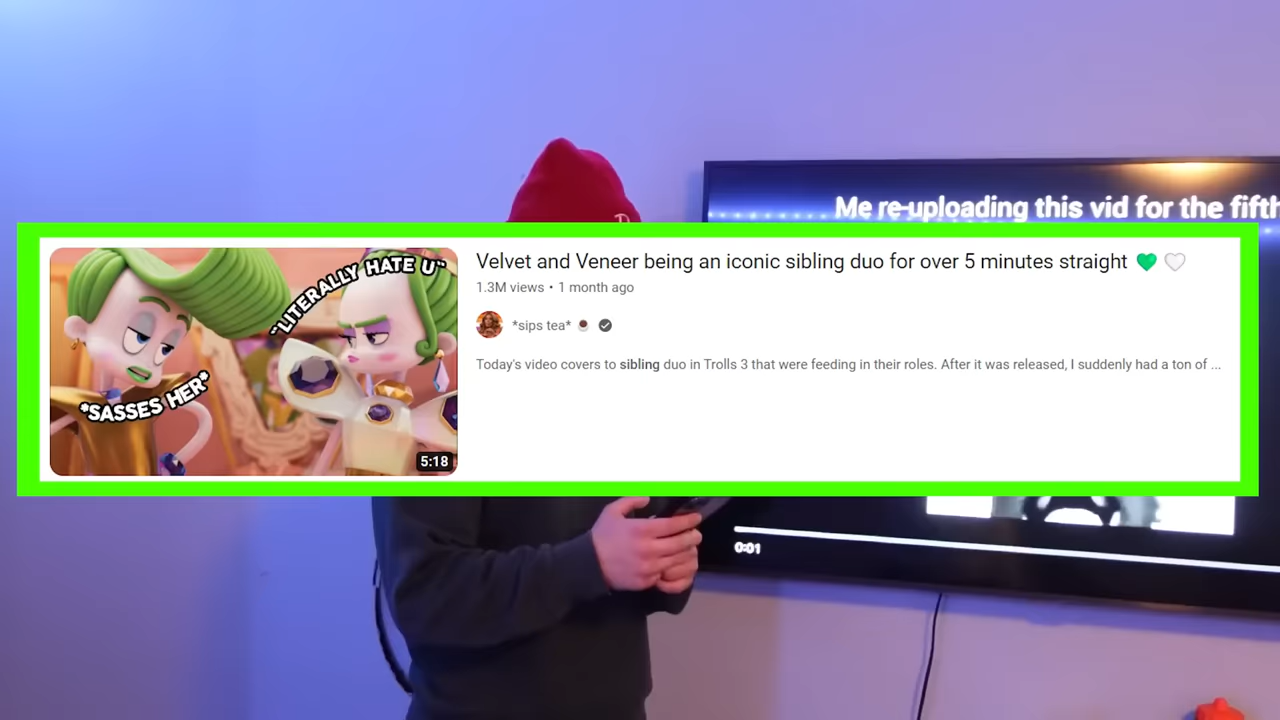 Me re-uploading this vid for the fifth
"LITERALLY HATE U"
*SASSES HER*
5:18
Velvet and Veneer being an iconic sibling duo for over 5 minutes straight 💚 🤍
1.3M views • 1 month ago
*sips tea* ☕
Today's video covers to sibling duo in Trolls 3 that were feeding in their roles. After it was released, I suddenly had a ton of ...
0:01